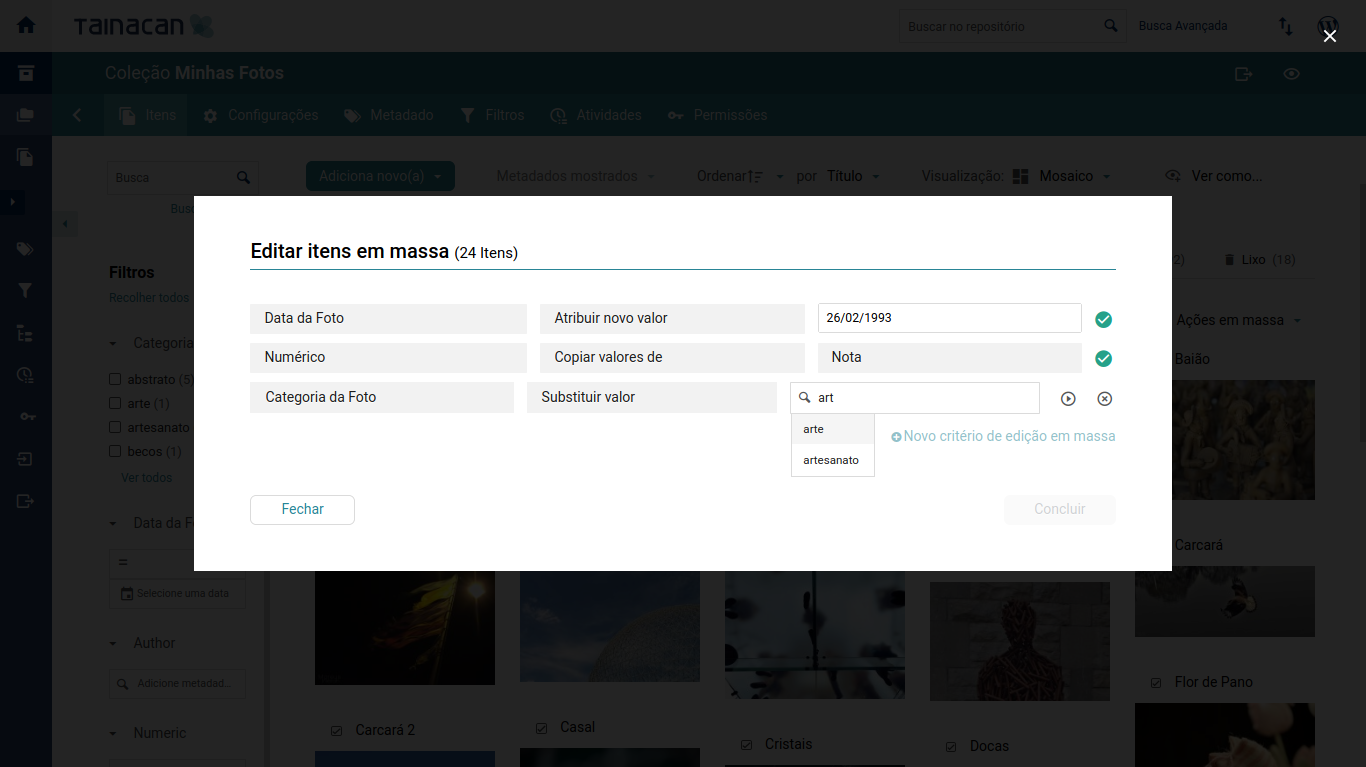 TAINACAN
Buscar no repositório
Busca Avançada
Coleção Minhas Fotos
Itens
Configurações
Metadado
Filtros
Atividades
Permissões
Busca
Adiciona novo(a)
Metadados mostrados
Ordenar
por
Título
Visualização:
Mosaico
Ver como...
Editar itens em massa (24 Itens)
Lixo (18)
Filtros
Recolher todos
Data da Foto
Atribuir novo valor
26/02/1993
Ações em massa
Numérico
Copiar valores de
Nota
Baião
abstrato (5)
Categoria da Foto
Substituir valor
art
arte (1)
arte
artesanato
Novo critério de edição em massa
becos (1)
artesanato
Ver todos
Fechar
Concluir
Carcará
=
Selecione uma data
Author
Adicione metadad...
Flor de Pano
Numeric
Carcará 2
Casal
Cristais
Docas